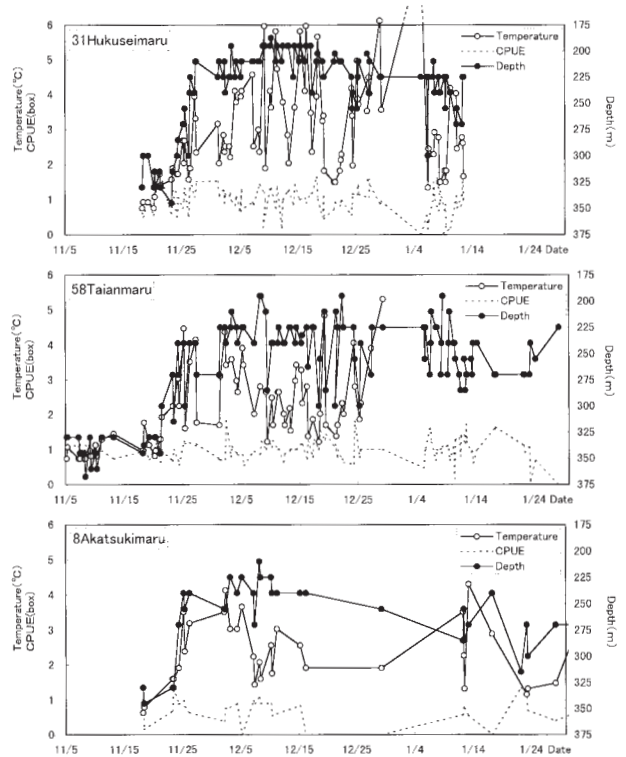 31Hukuseimaru
Temperature
CPUE
Depth
Temperature(°C)
CPUE(box)
6
5
4
3
2
1
0
175
200
225
250
275
300
325
350
375
Depth(m)
11/5 11/15 11/25 12/5 12/15 12/25 1/4 1/14 1/24 Date
58Taianmaru
Temperature
CPUE
Depth
Temperature(°C)
CPUE(box)
6
5
4
3
2
1
0
175
200
225
250
275
300
325
350
375
Depth(m)
11/5 11/15 11/25 12/5 12/15 12/25 1/4 1/14 1/24 Date
8Akatsukimaru
Temperature
CPUE
Depth
Temperature(°C)
CPUE(box)
6
5
4
3
2
1
0
175
200
225
250
275
300
325
350
375
Depth(m)
11/5 11/15 11/25 12/5 12/15 12/25 1/4 1/14 1/24 Date